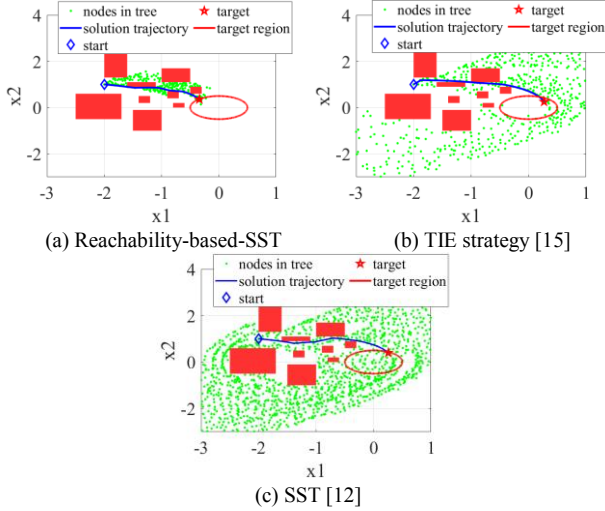 4
nodes in tree
target
solution trajectory
target region
start
x2
2
0
-2
-3 -2 -1 0 1
x1
(a) Reachability-based-SST
4
nodes in tree
target
solution trajectory
target region
start
x2
2
0
-2
-3 -2 -1 0 1
x1
(b) TIE strategy [15]
4
nodes in tree
target
solution trajectory
target region
start
x2
2
0
-2
-3 -2 -1 0 1
x1
(c) SST [12]